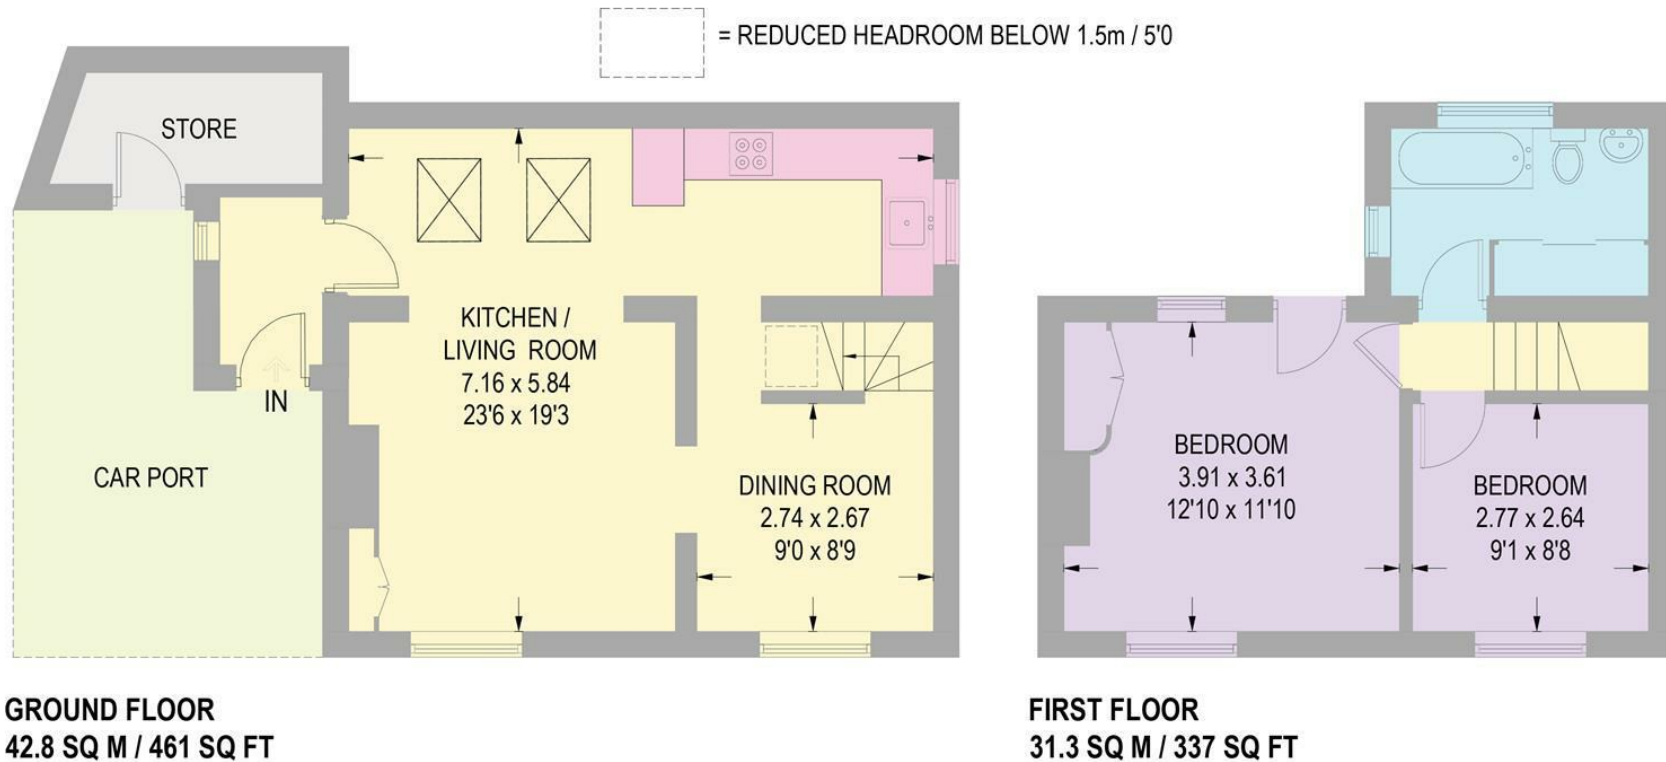 = REDUCED HEADROOM BELOW 1.5m / 5'0
STORE
KITCHEN /
LIVING ROOM
7.16 x 5.84
23'6 x 19'3
IN
CAR PORT
DINING ROOM
2.74 x 2.67
9'0 x 8'9
BEDROOM
3.91 x 3.61
12'10 x 11'10
BEDROOM
2.77 x 2.64
9'1 x 8'8
GROUND FLOOR
42.8 SQ M / 461 SQ FT
FIRST FLOOR
31.3 SQ M / 337 SQ FT